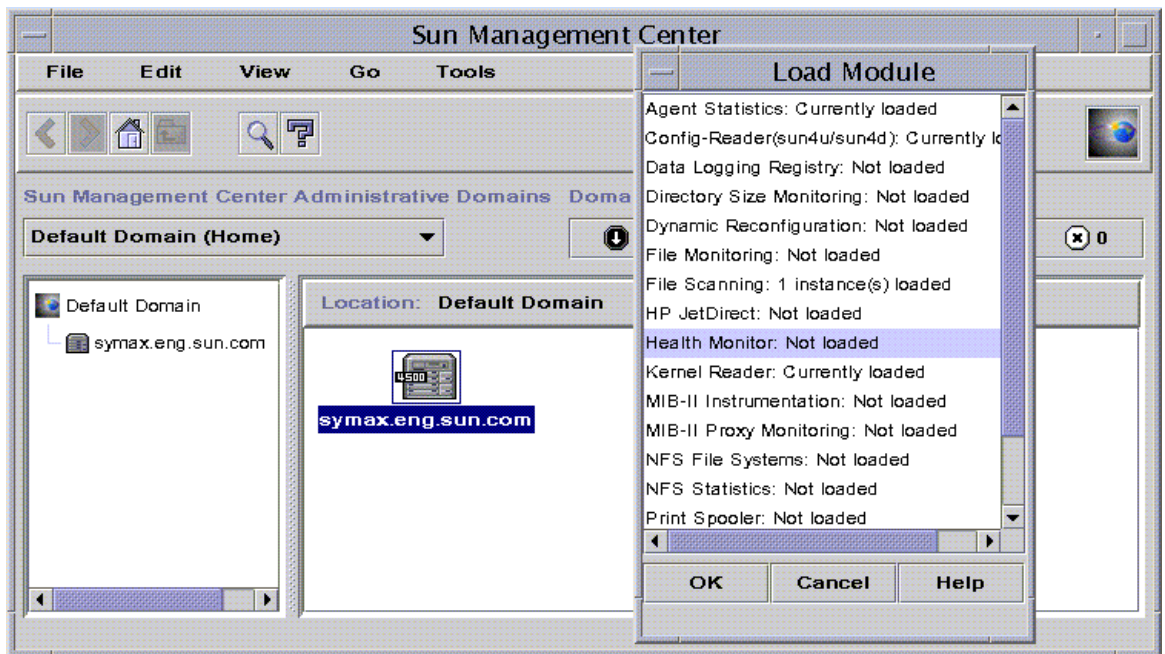 Sun Management Center
File Edit View Go Tools
Sun Management Center Administrative Domains Doma
Default Domain (Home)
0
Default Domain
symax.eng.sun.com
Location: Default Domain
4500
symax.eng.sun.com
Load Module
Agent Statistics: Currently loaded
Config-Reader(sun4u/sun4d): Currently lo
Data Logging Registry: Not loaded
Directory Size Monitoring: Not loaded
Dynamic Reconfiguration: Not loaded
File Monitoring: Not loaded
File Scanning: 1 instance(s) loaded
HP JetDirect: Not loaded
Health Monitor: Not loaded
Kernel Reader: Currently loaded
MIB-II Instrumentation: Not loaded
MIB-II Proxy Monitoring: Not loaded
NFS File Systems: Not loaded
NFS Statistics: Not loaded
Print Spooler: Not loaded
OK Cancel Help